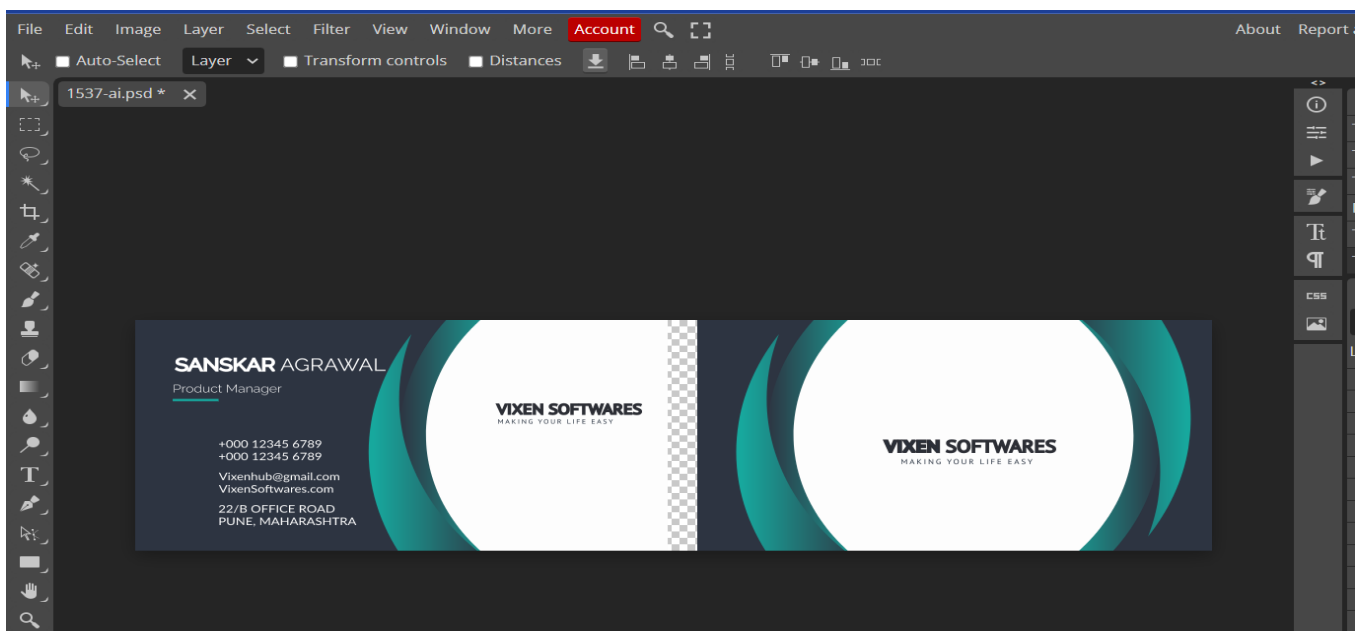 File Edit Image Layer Select Filter View Window More Account About Report
Auto-Select Layer Transform controls Distances
1537-ai.psd *
SANSKAR AGRAWAL
Product Manager
+000 12345 6789
+000 12345 6789
Vixenhub@gmail.com
VixenSoftwares.com
22/B OFFICE ROAD
PUNE, MAHARASHTRA
VIXEN SOFTWARES
MAKING YOUR LIFE EASY
VIXEN SOFTWARES
MAKING YOUR LIFE EASY
CSS